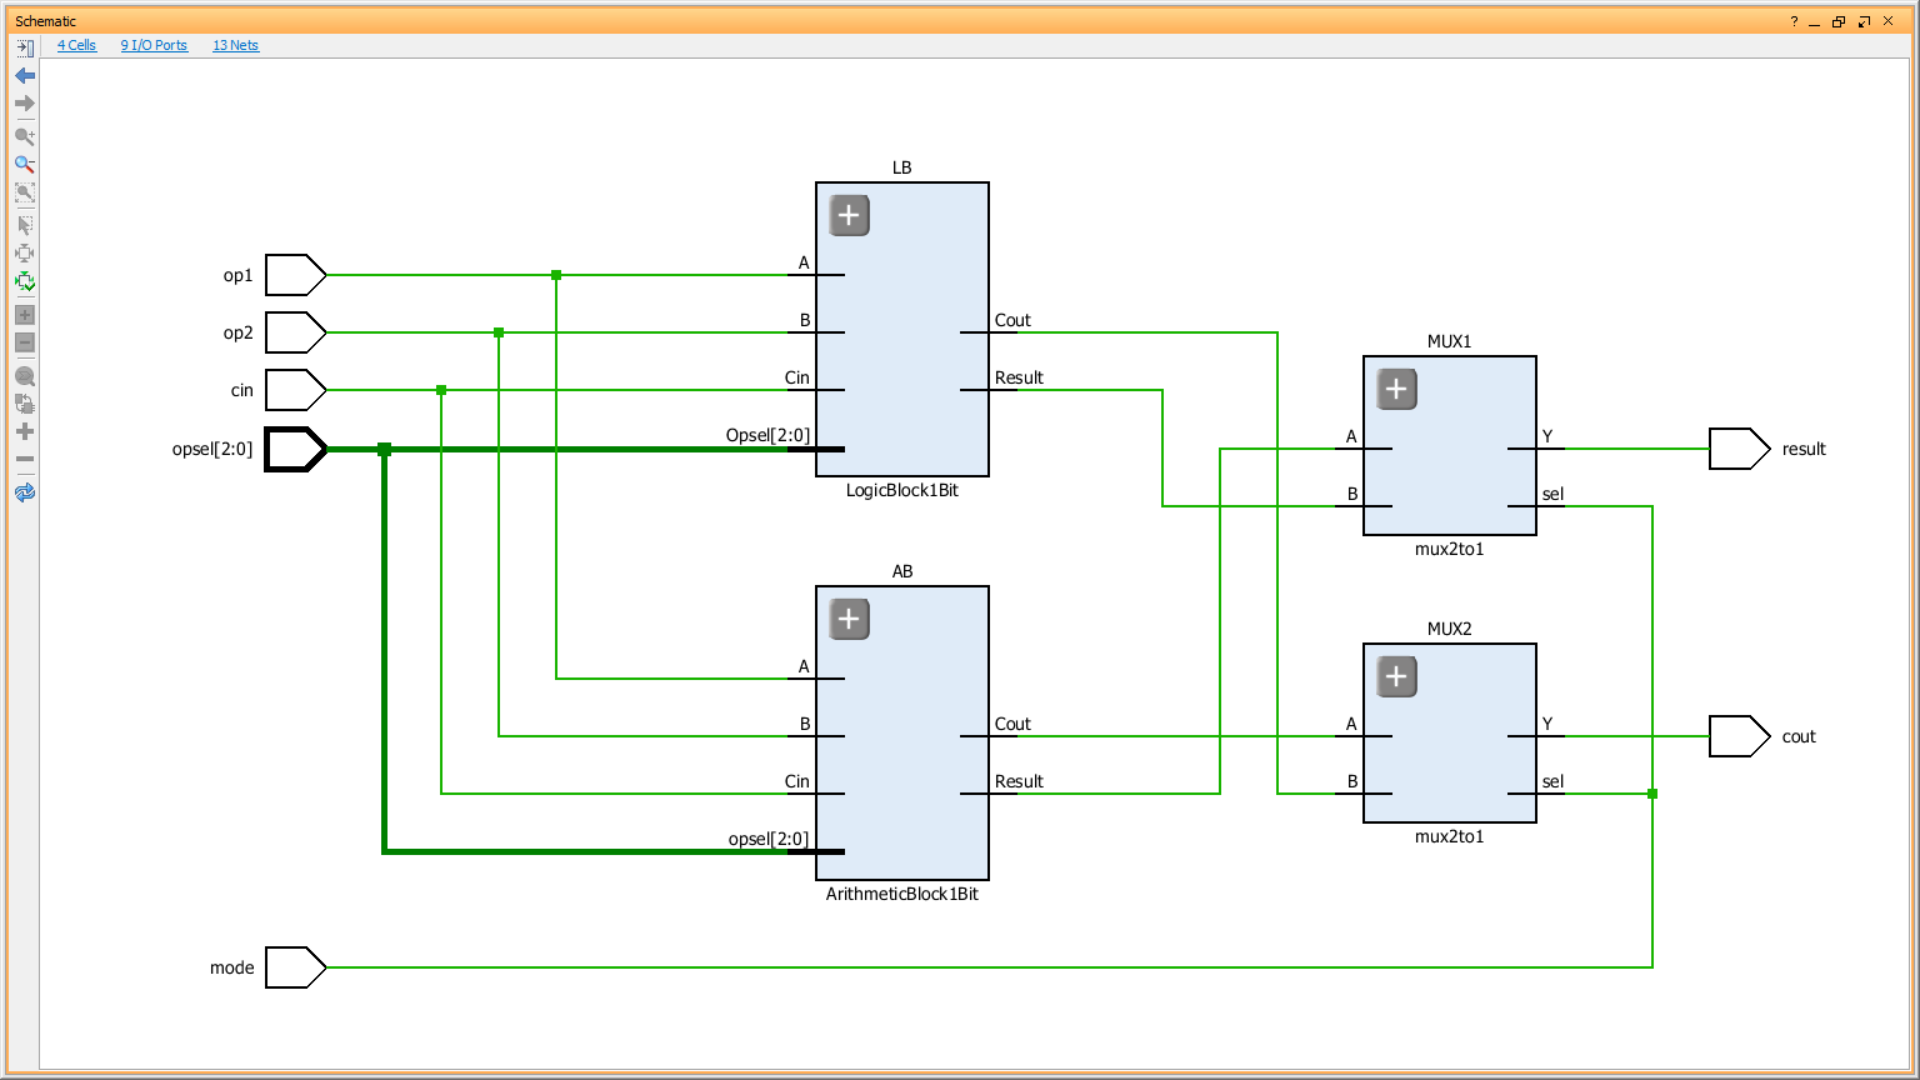 Schematic
4 Cells 9 I/O Ports 13 Nets
LB
op1
A
op2
B
Cout
cin
Cin
Result
opsel[2:0]
Opsel[2:0]
LogicBlock1Bit
MUX1
A
Y
result
B
sel
mux2to1
AB
A
B
Cout
Cin
Result
opsel[2:0]
ArithmeticBlock1Bit
MUX2
A
Y
cout
B
sel
mux2to1
mode